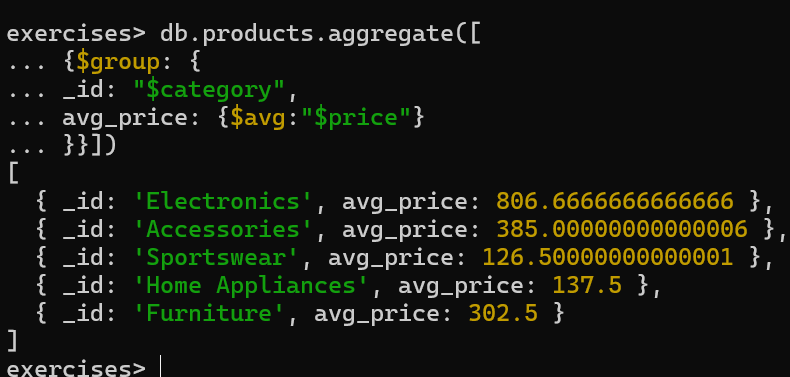 exercises> db.products.aggregate([
... {$group: {
... _id: "$category",
... avg_price: {$avg:"$price"}
... }}])
[
  { _id: 'Electronics', avg_price: 806.6666666666666 },
  { _id: 'Accessories', avg_price: 385.00000000000006 },
  { _id: 'Sportswear', avg_price: 126.50000000000001 },
  { _id: 'Home Appliances', avg_price: 137.5 },
  { _id: 'Furniture', avg_price: 302.5 }
]
exercises>